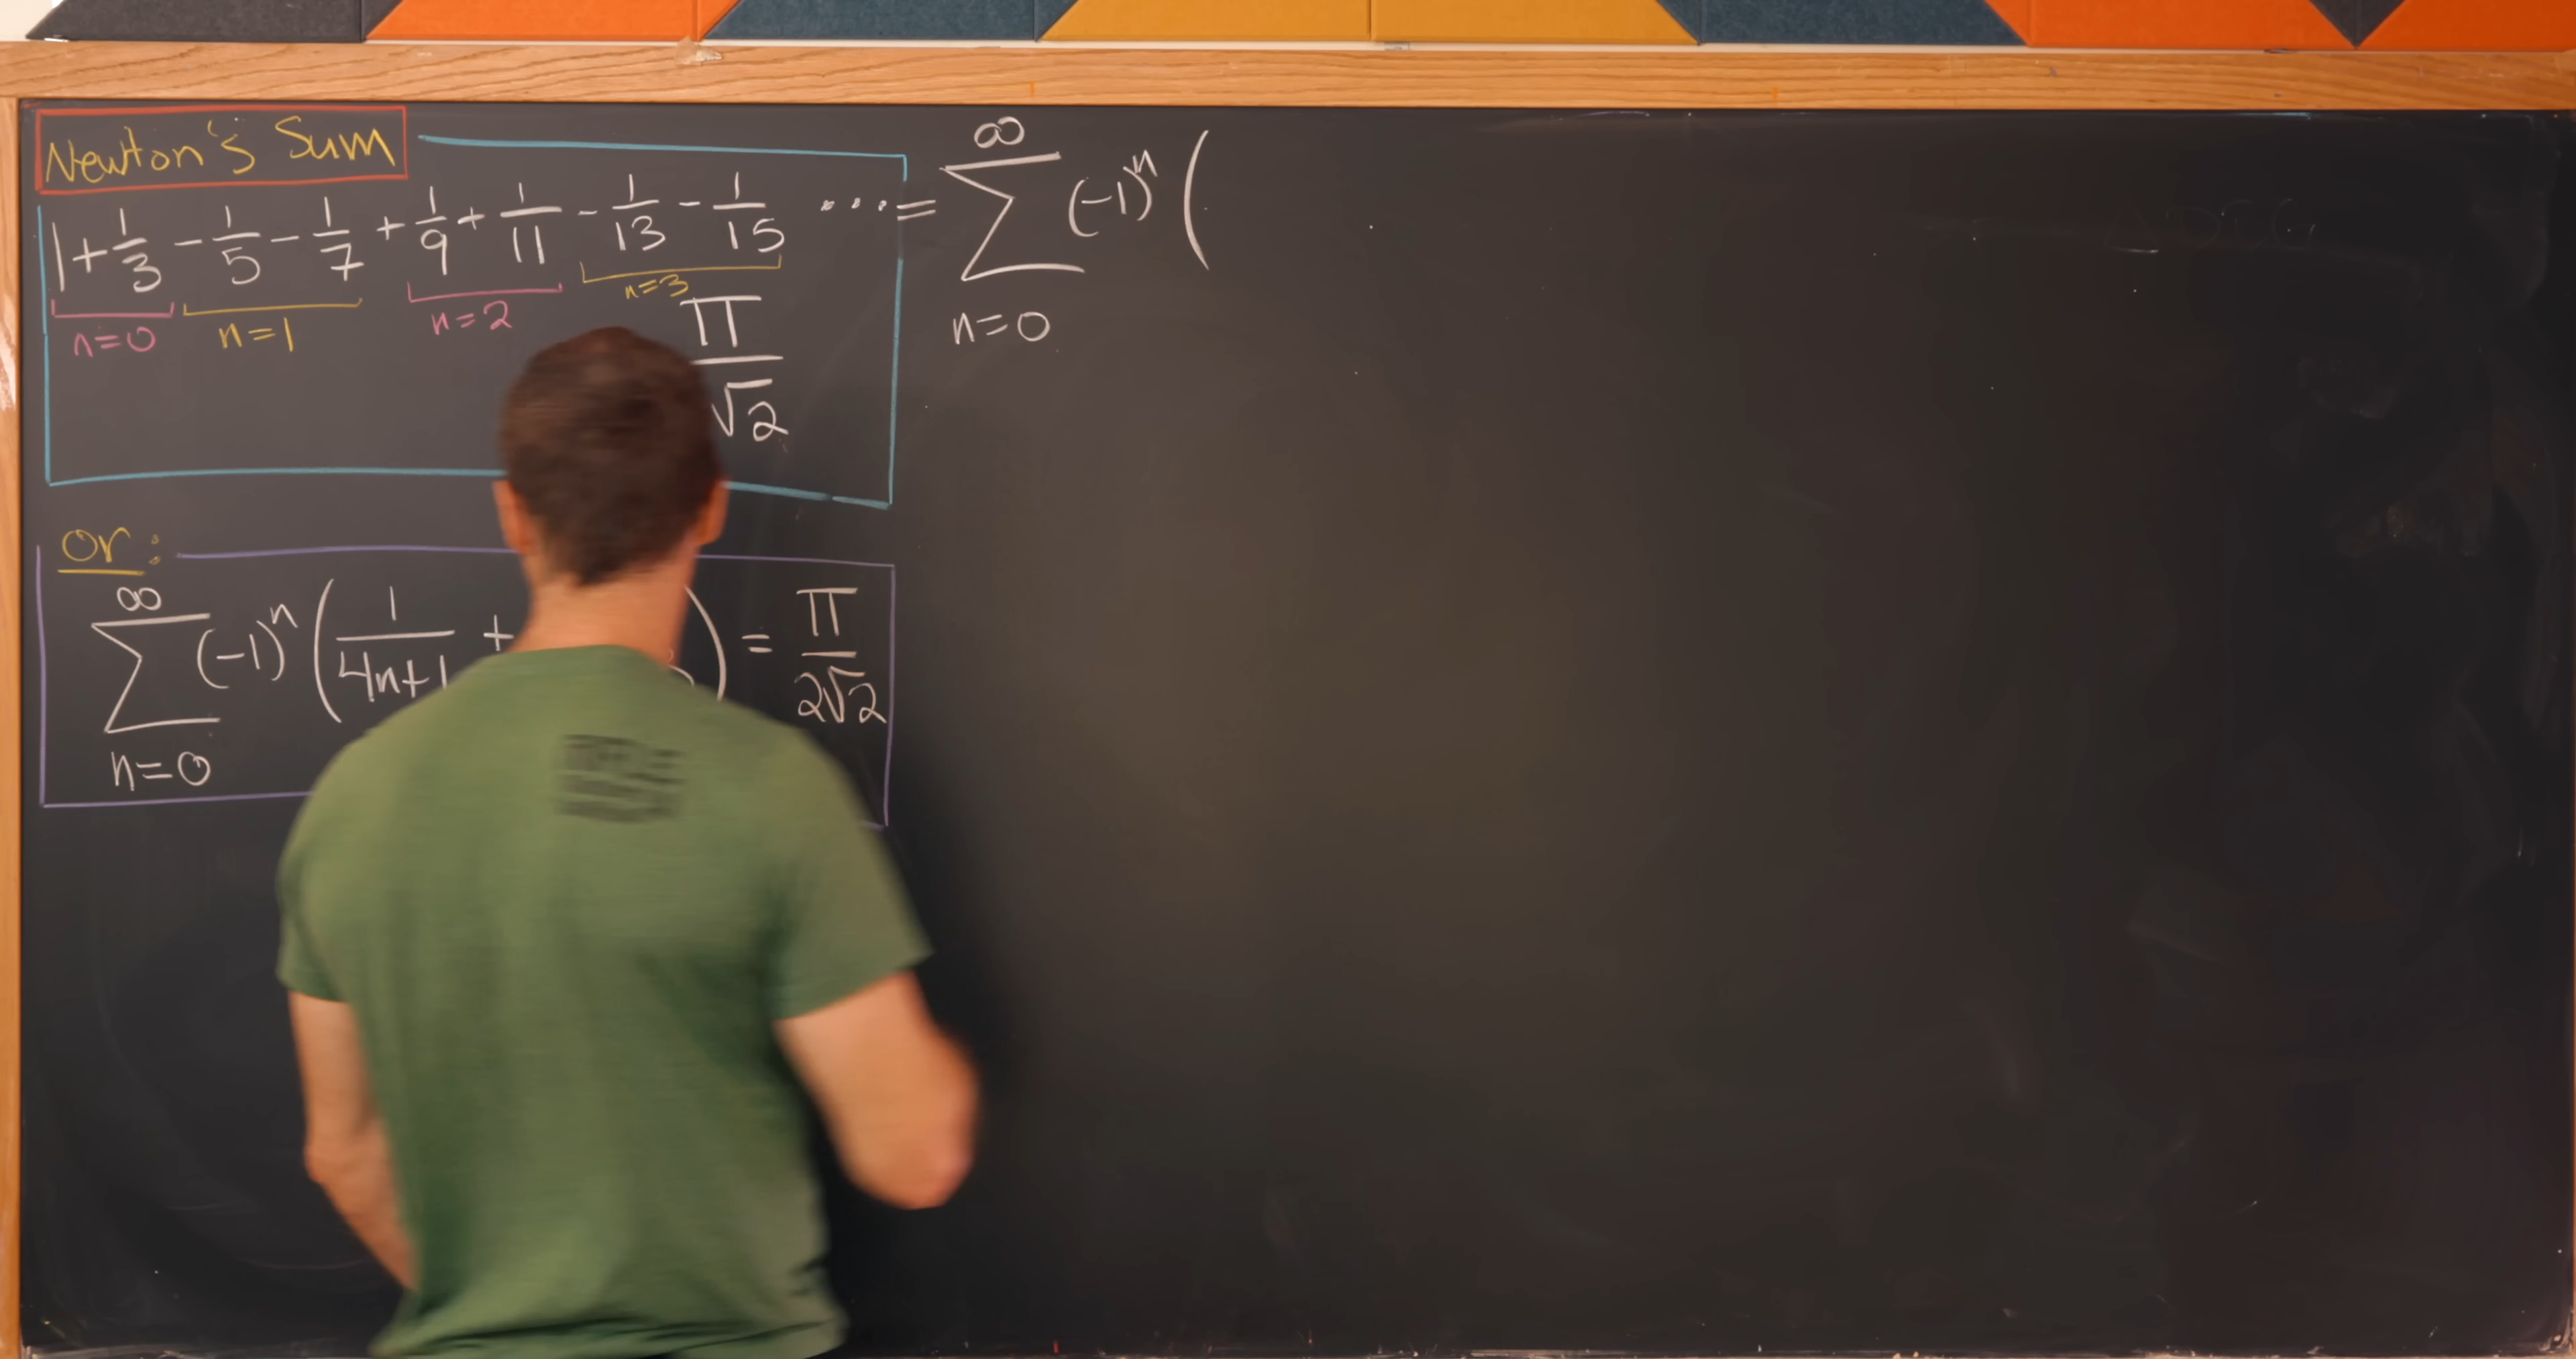 Newton's Sum
1 + 1/3 - 1/5 - 1/7 + 1/9 + 1/11 - 1/13 - 1/15 ... = ∑_{n=0}^{∞} (-1)^n (
n=0 n=1 n=2 n=3
π/√2
or:
∑_{n=0}^{∞} (-1)^n (1/(4n+1 + ) = π/(2√2)